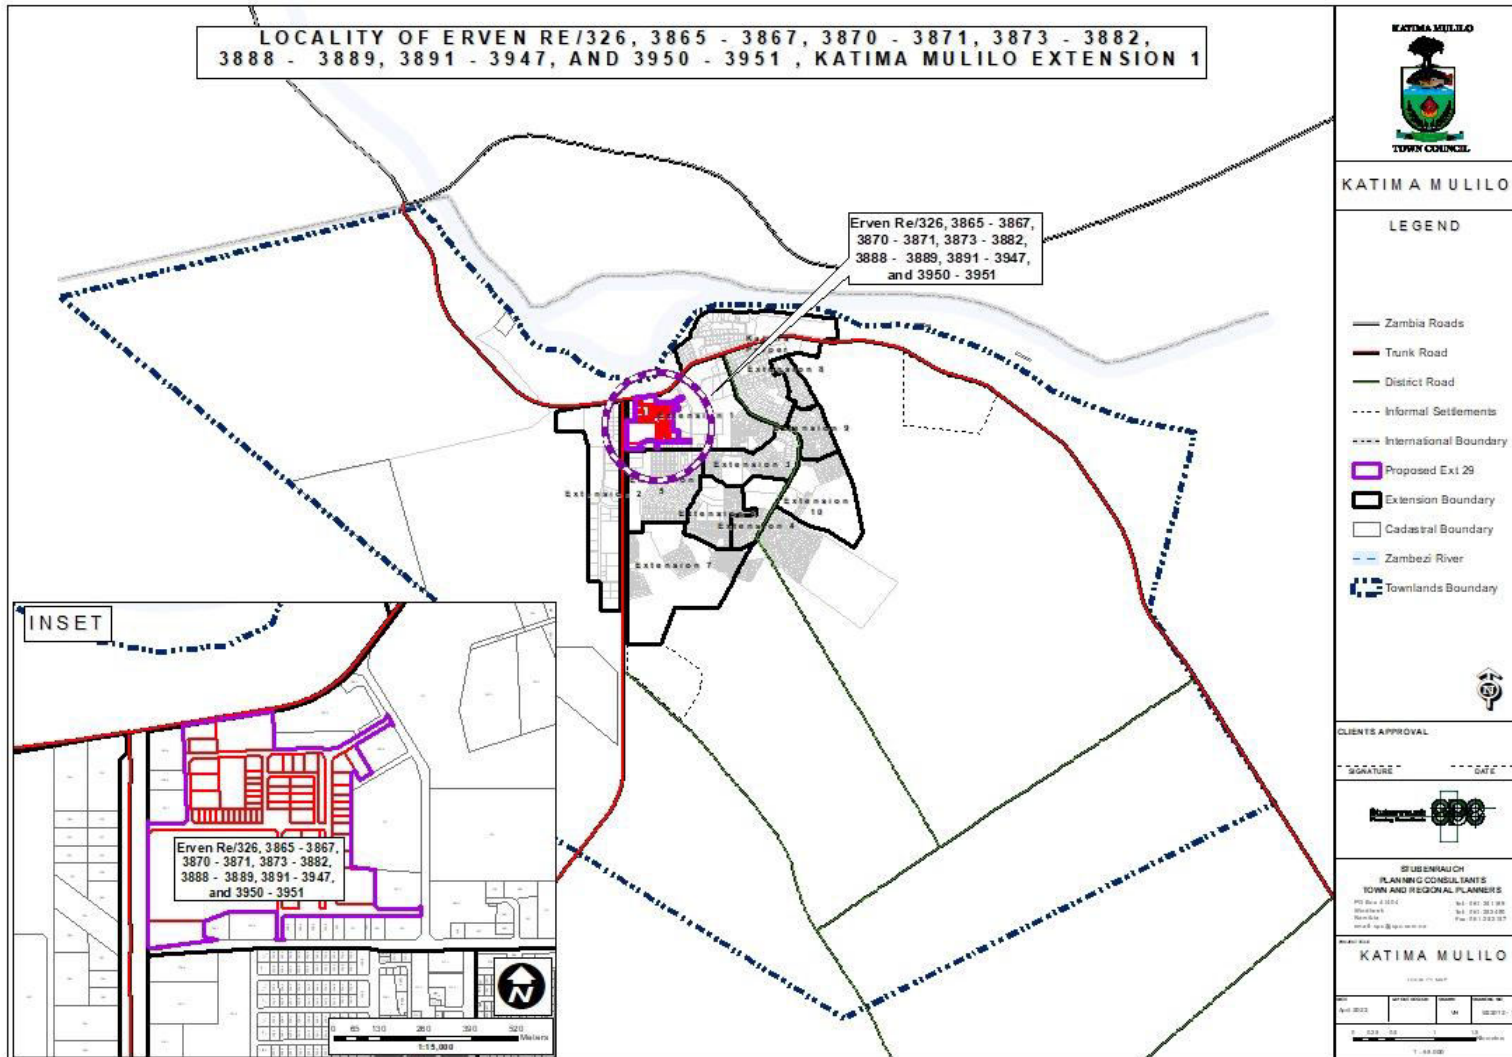 LOCALITY OF ERVEN RE/326, 3865 - 3867, 3870 - 3871, 3873 - 3882,
3888 - 3889, 3891 - 3947, AND 3950 - 3951 , KATIMA MULILO EXTENSION 1
Erven Re/326, 3865 - 3867,
3870 - 3871, 3873 - 3882,
3888 - 3889, 3891 - 3947,
and 3950 - 3951
Extension 8
Extension 1
Extension 9
Extension 3
Extension 2
5
Extension
10
Extension 4
Extension 7
INSET
Erven Re/326, 3865 - 3867,
3870 - 3871, 3873 - 3882,
3888 - 3889, 3891 - 3947,
and 3950 - 3951
N
0 65 130 260 390 520
Meters
1:15,000
KATIMA MULILO
TOWN COUNCIL
KATIMA MULILO
LEGEND
Zambia Roads
Trunk Road
District Road
Informal Settlements
International Boundary
Proposed Ext 29
Extension Boundary
Cadastral Boundary
Zambezi River
Townlands Boundary
N
CLIENTS APPROVAL
SIGNATURE DATE
SPC
STUBENRAUCH
PLANNING CONSULTANTS
TOWN AND REGIONAL PLANNERS
KATIMA MULILO